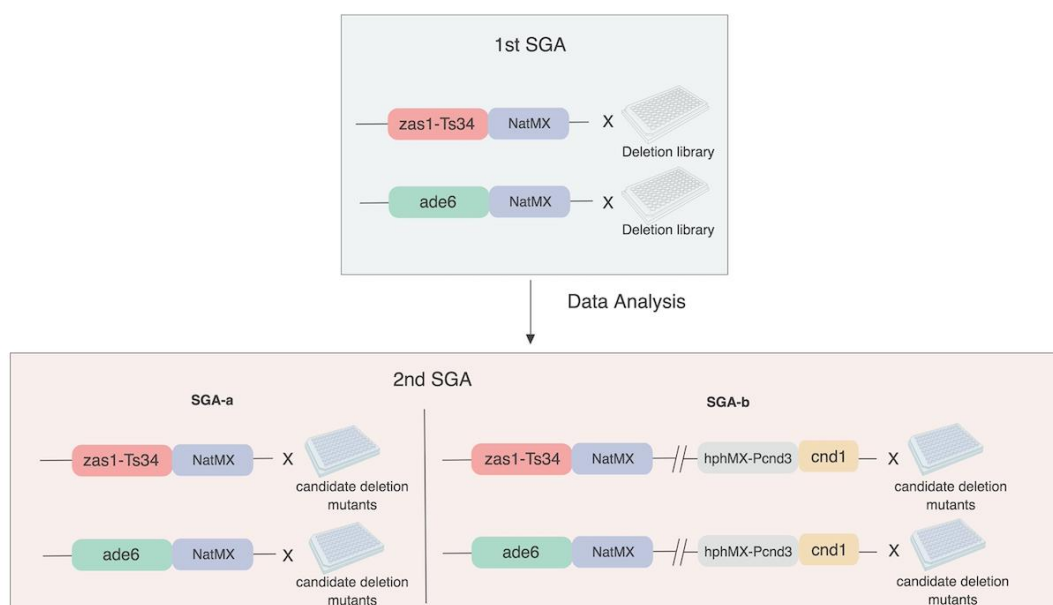 1st SGA
zas1-Ts34 NatMX X
Deletion library
ade6 NatMX X
Deletion library
Data Analysis
2nd SGA
SGA-a
zas1-Ts34 NatMX X
candidate deletion
mutants
ade6 NatMX X
candidate deletion
mutants
SGA-b
zas1-Ts34 NatMX // hphMX-Pcnd3 cnd1 X
candidate deletion
mutants
ade6 NatMX // hphMX-Pcnd3 cnd1 X
candidate deletion
mutants